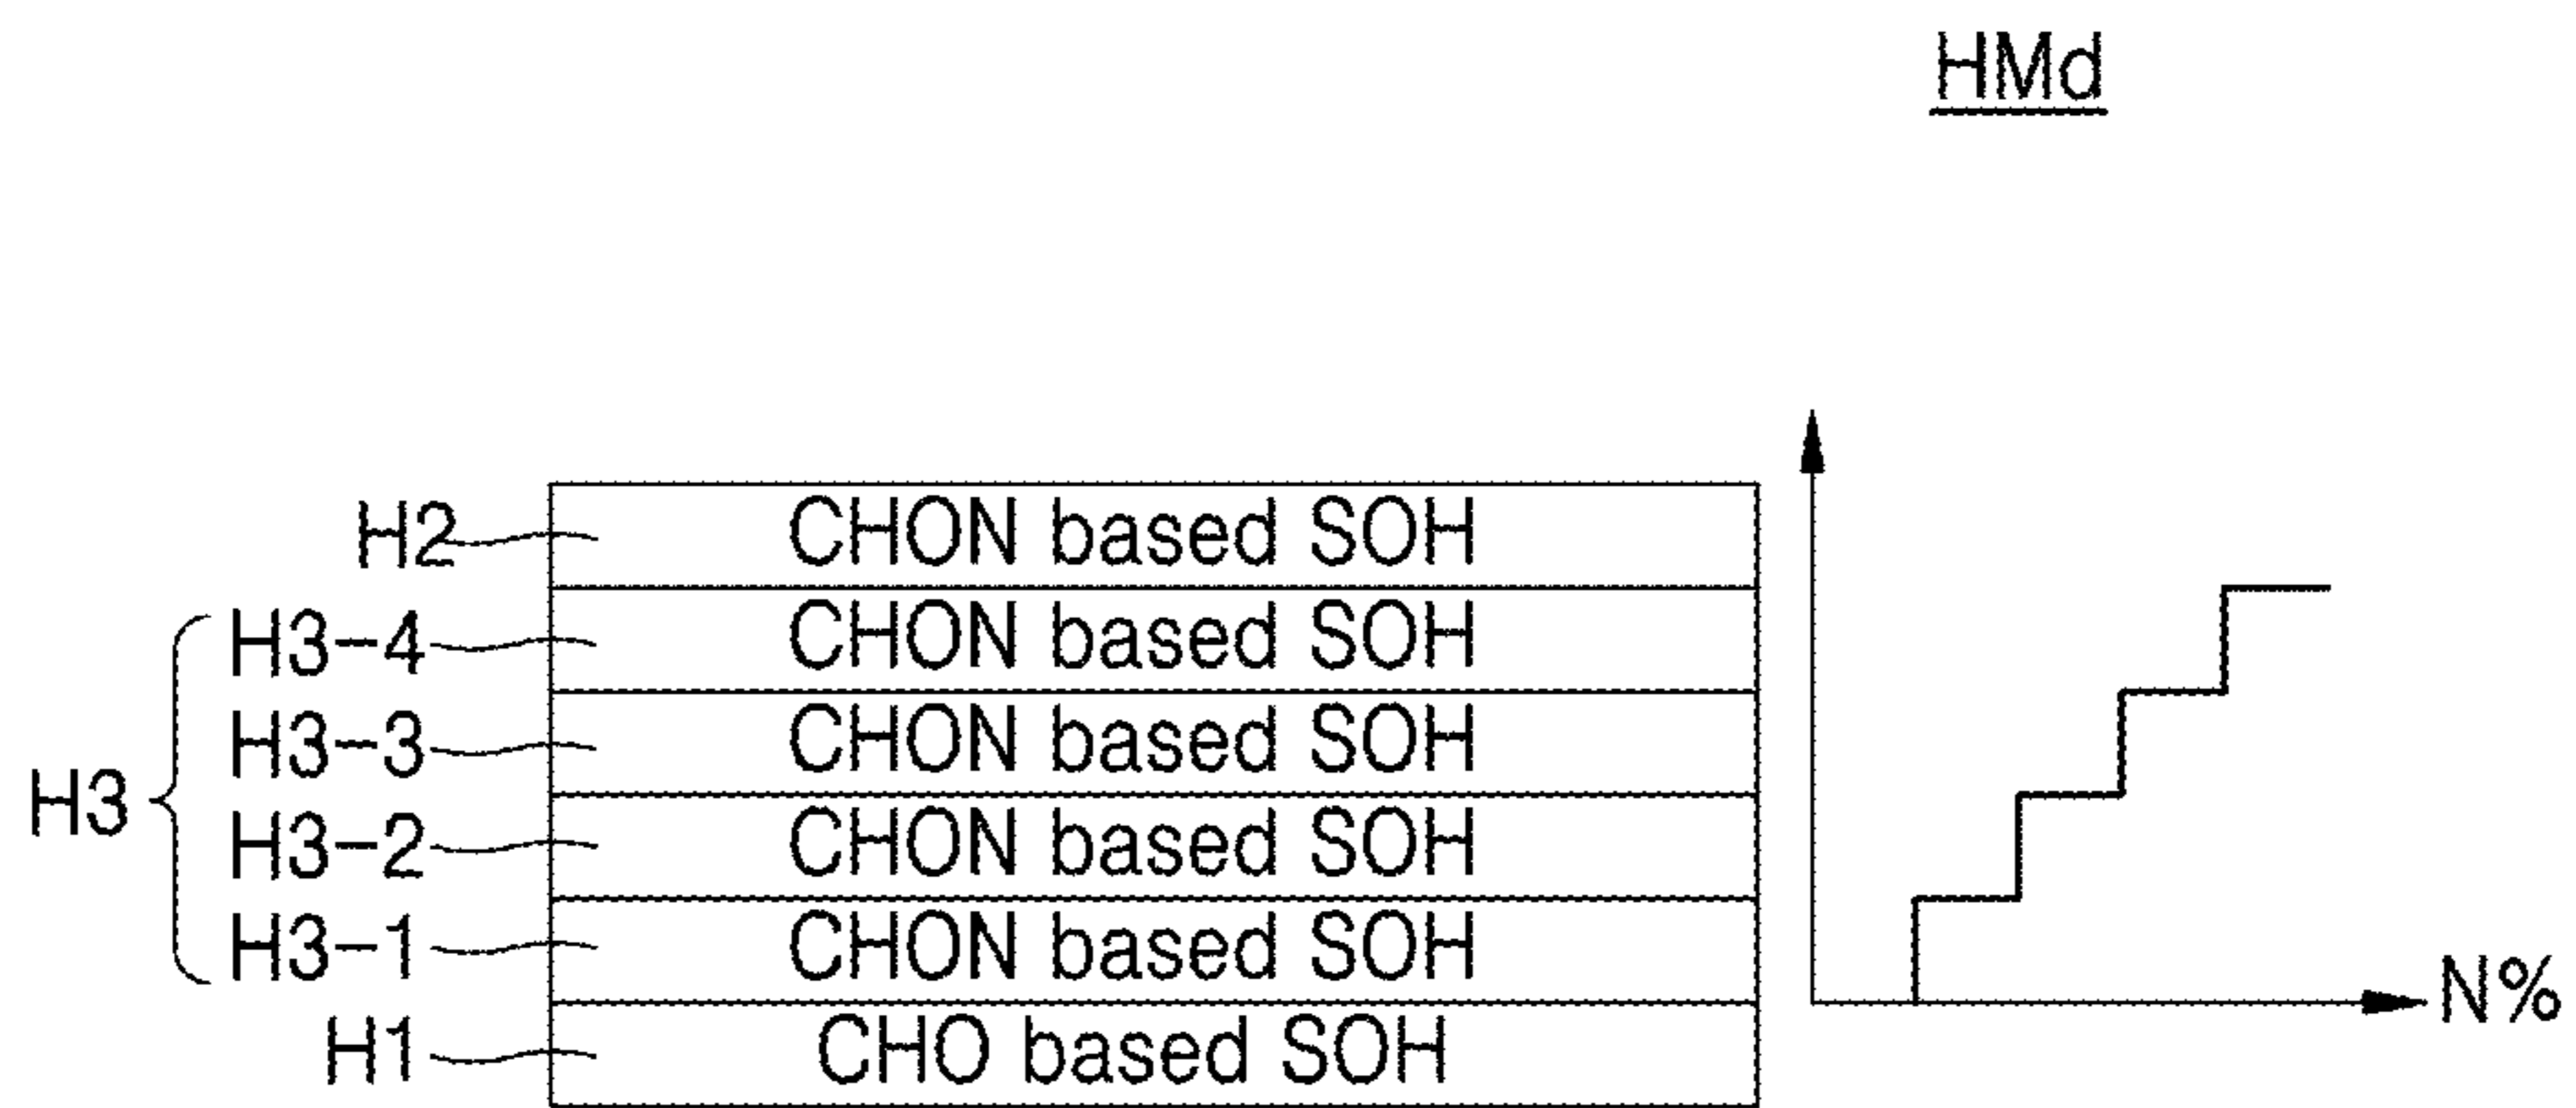 HMd
H2 CHON based SOH
H3-4 CHON based SOH
H3-3 CHON based SOH
H3
H3-2 CHON based SOH
H3-1 CHON based SOH
N%
H1 CHO based SOH